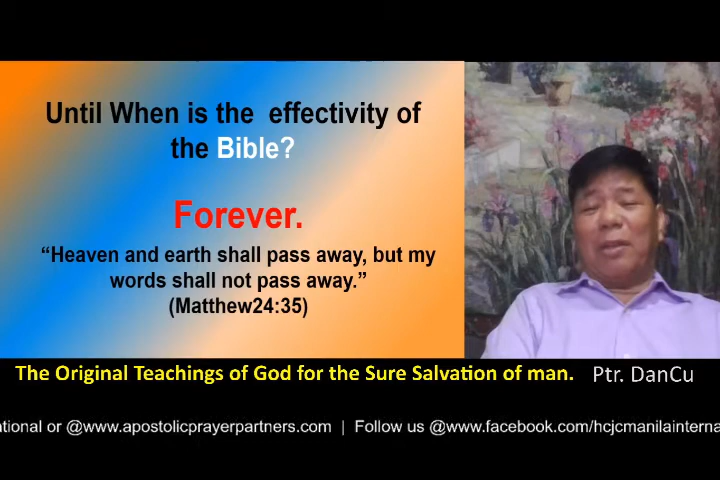 Until When is the effectivity of
the Bible?
Forever.
“Heaven and earth shall pass away, but my
words shall not pass away.”
(Matthew24:35)
The Original Teachings of God for the Sure Salvation of man.
Ptr. DanCu
ational or @www.apostolicprayerpartners.com | Follow us @www.facebook.com/hcjcmanilainterna